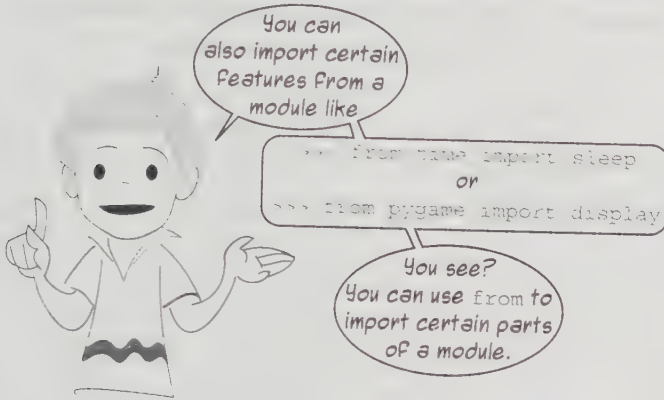 You can
also import certain
features from a
module like
>>> from time import sleep
or
>>> from pygame import display
You see?
You can use from to
import certain parts
of a module.